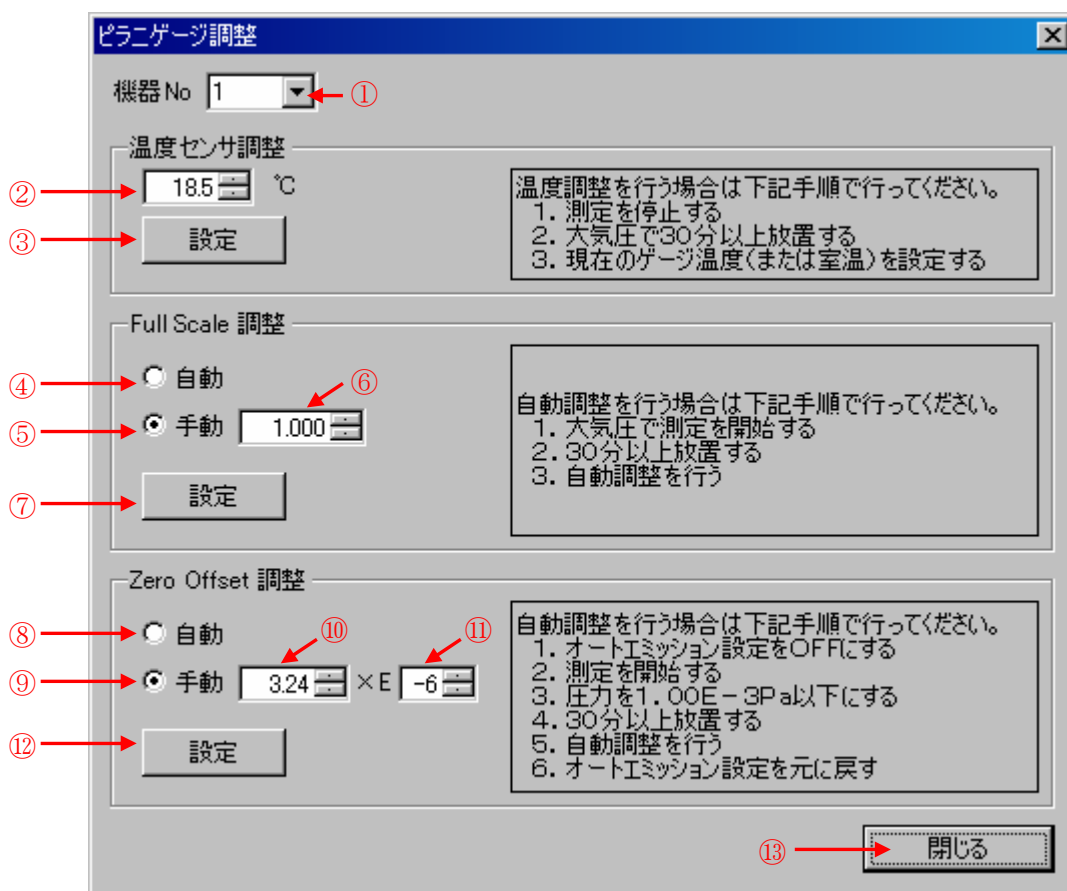 ピラニゲージ調整
機器No 1 ①
温度センサ調整
② 18.5 ℃
③ 設定
温度調整を行う場合は下記手順で行ってください。
1. 測定を停止する
2. 大気圧で30分以上放置する
3. 現在のゲージ温度(または室温)を設定する
Full Scale 調整
④ 自動
⑤ 手動 1.000 ⑥
⑦ 設定
自動調整を行う場合は下記手順で行ってください。
1. 大気圧で測定を開始する
2. 30分以上放置する
3. 自動調整を行う
Zero Offset 調整
⑧ 自動
⑩ ⑪
⑨ 手動 3.24 ×E -6
⑫ 設定
自動調整を行う場合は下記手順で行ってください。
1. オートエミッション設定をOFFにする
2. 測定を開始する
3. 圧力を1.00E-3Pa以下にする
4. 30分以上放置する
5. 自動調整を行う
6. オートエミッション設定を元に戻す
⑬ 閉じる